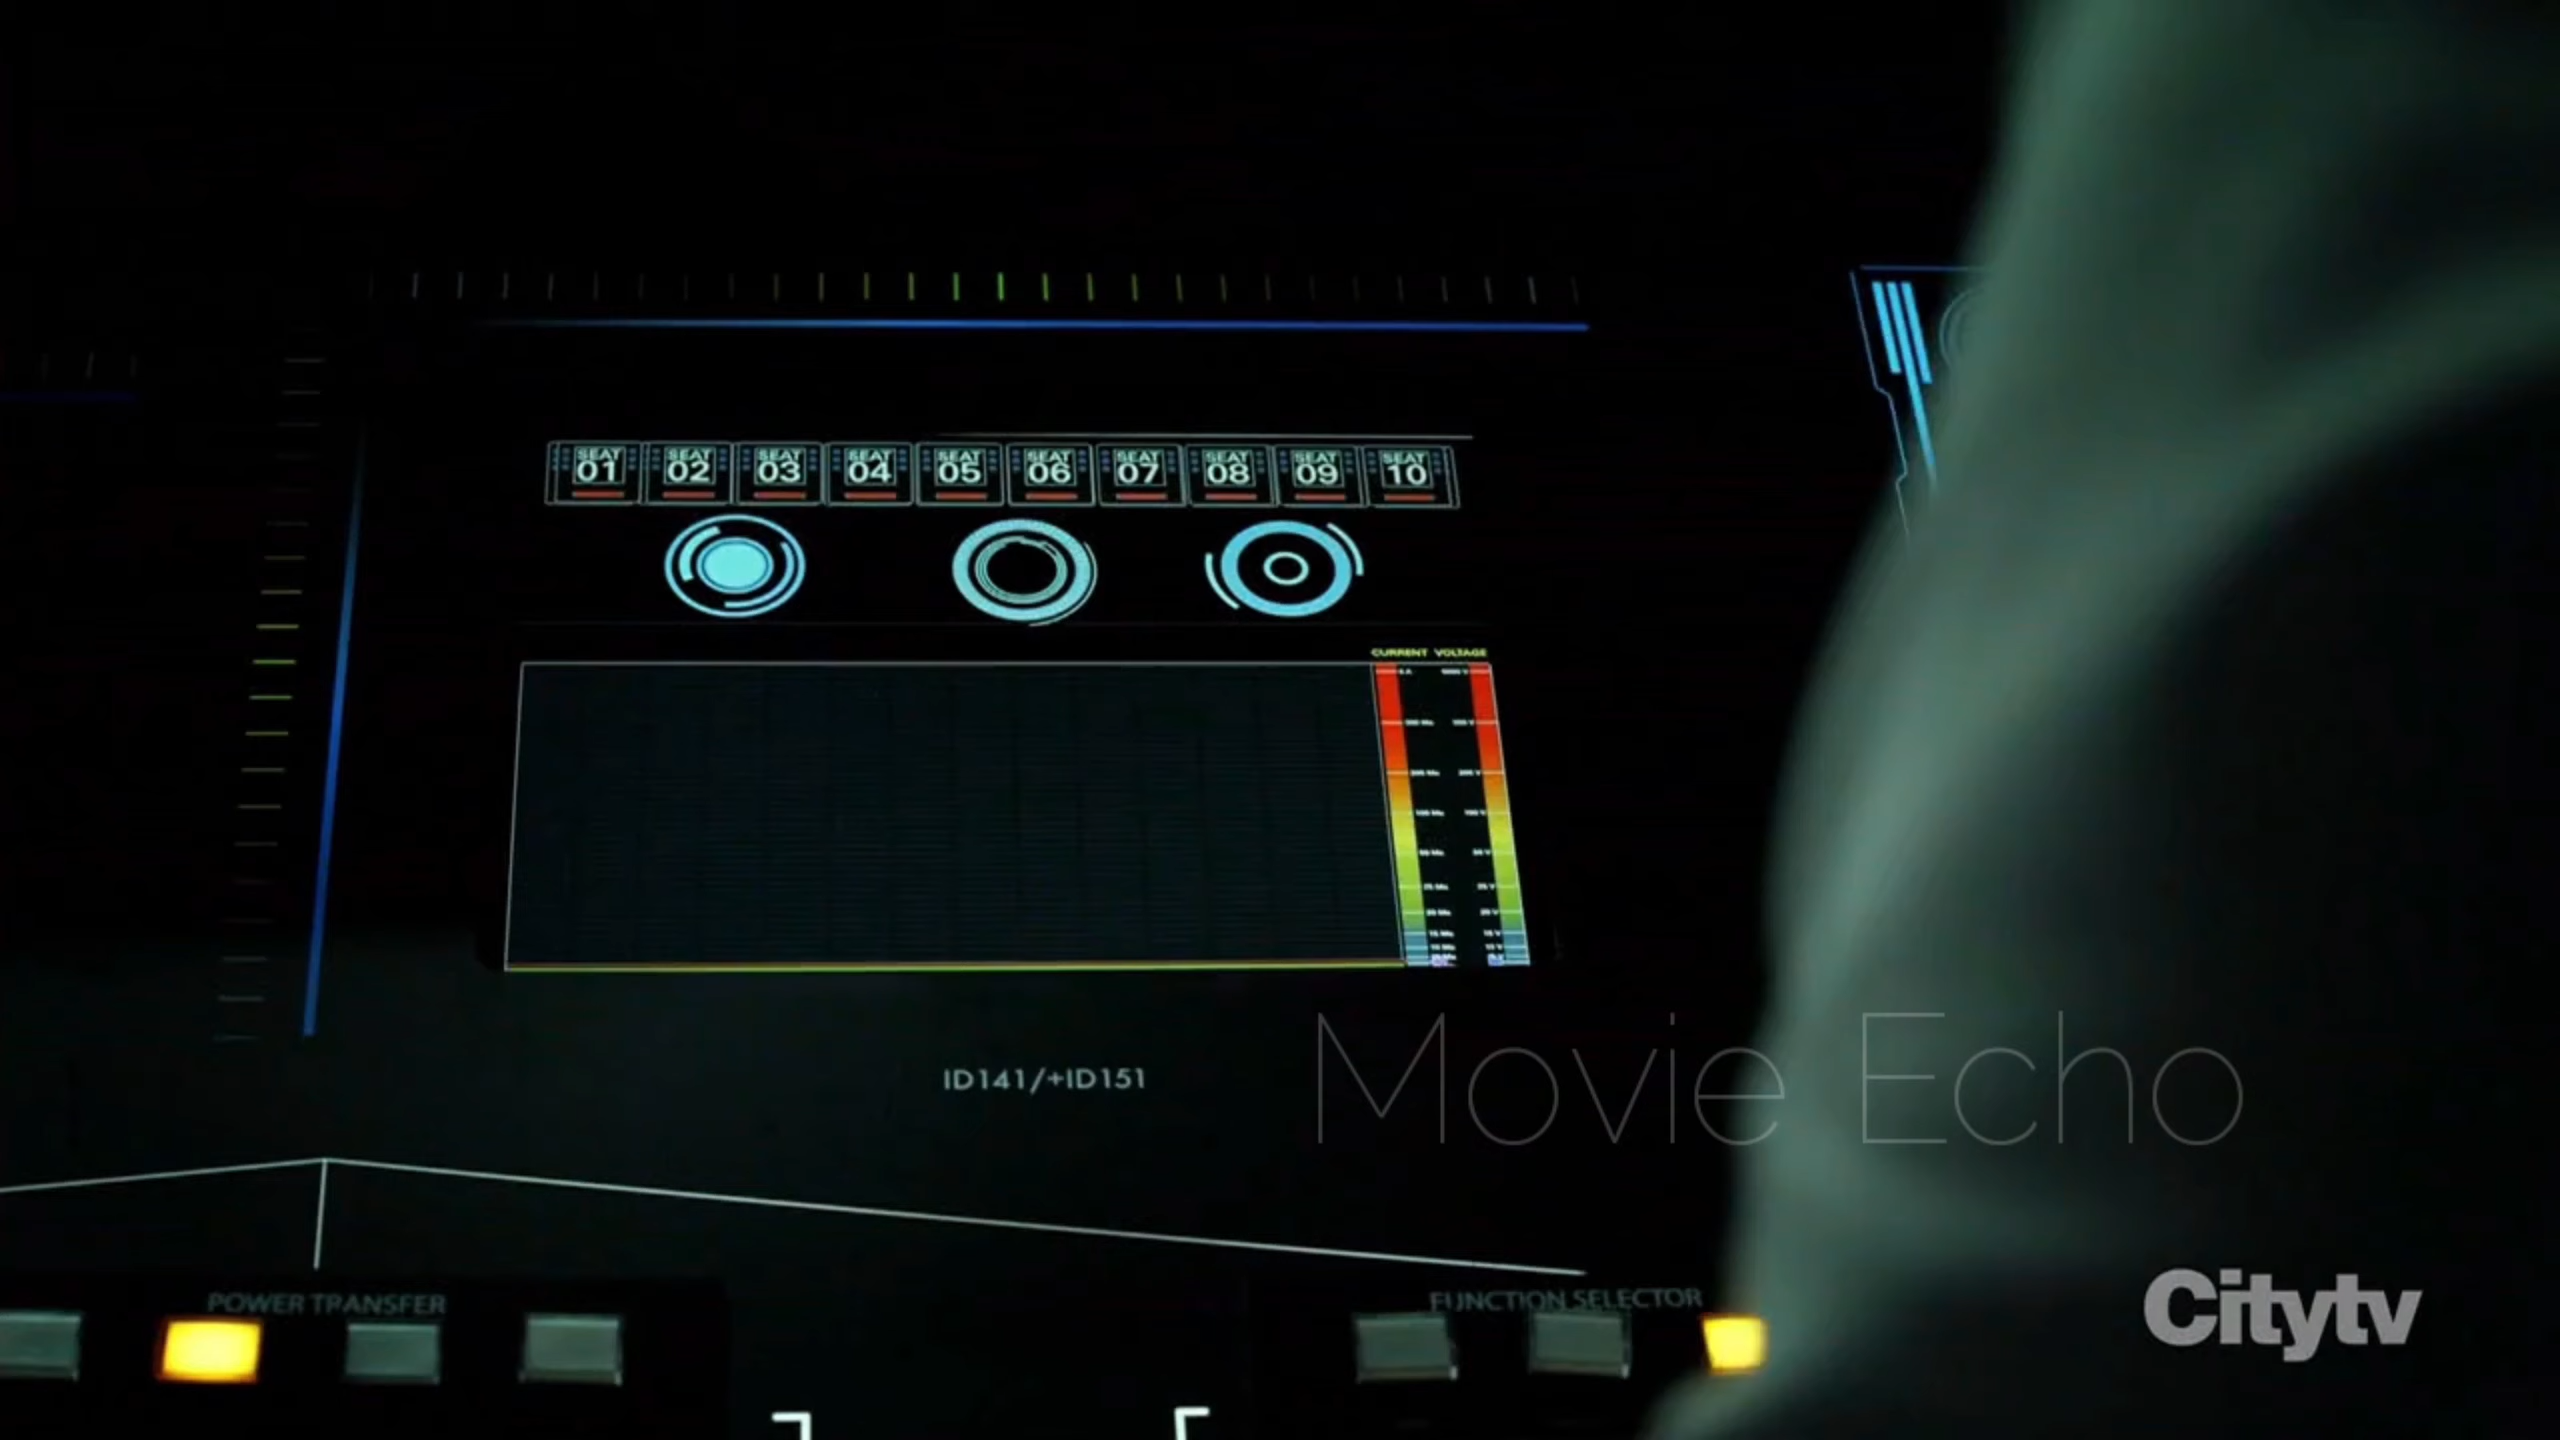 SEAT 01 SEAT 02 SEAT 03 SEAT 04 SEAT 05 SEAT 06 SEAT 07 SEAT 08 SEAT 09 SEAT 10
CURRENT VOLTAGE
ID141/+ID151
Movie Echo
POWER TRANSFER
FUNCTION SELECTOR
Citytv